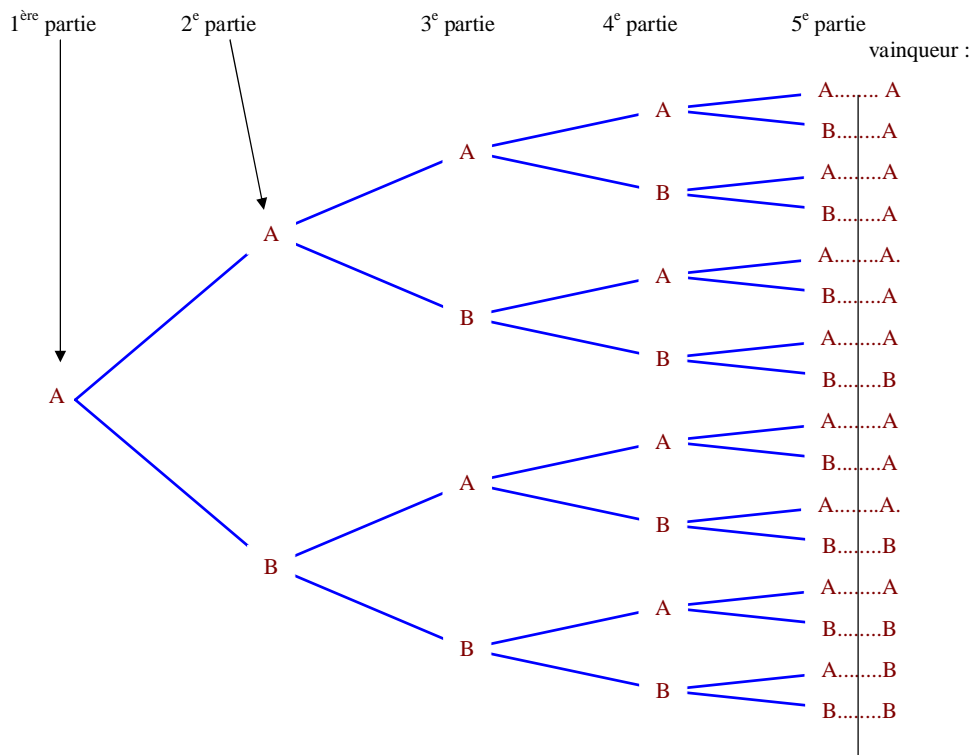 1ère partie 2e partie 3e partie 4e partie 5e partie
vainqueur :
A........ A
A
B........A
A
A........A
B
B........A
A
A........A.
A
B........A
B
A........A
B
B........B
A
A........A
A
B........A
A
A........A.
B
B........B
B
A........A
A
B........B
B
A........B
B
B........B